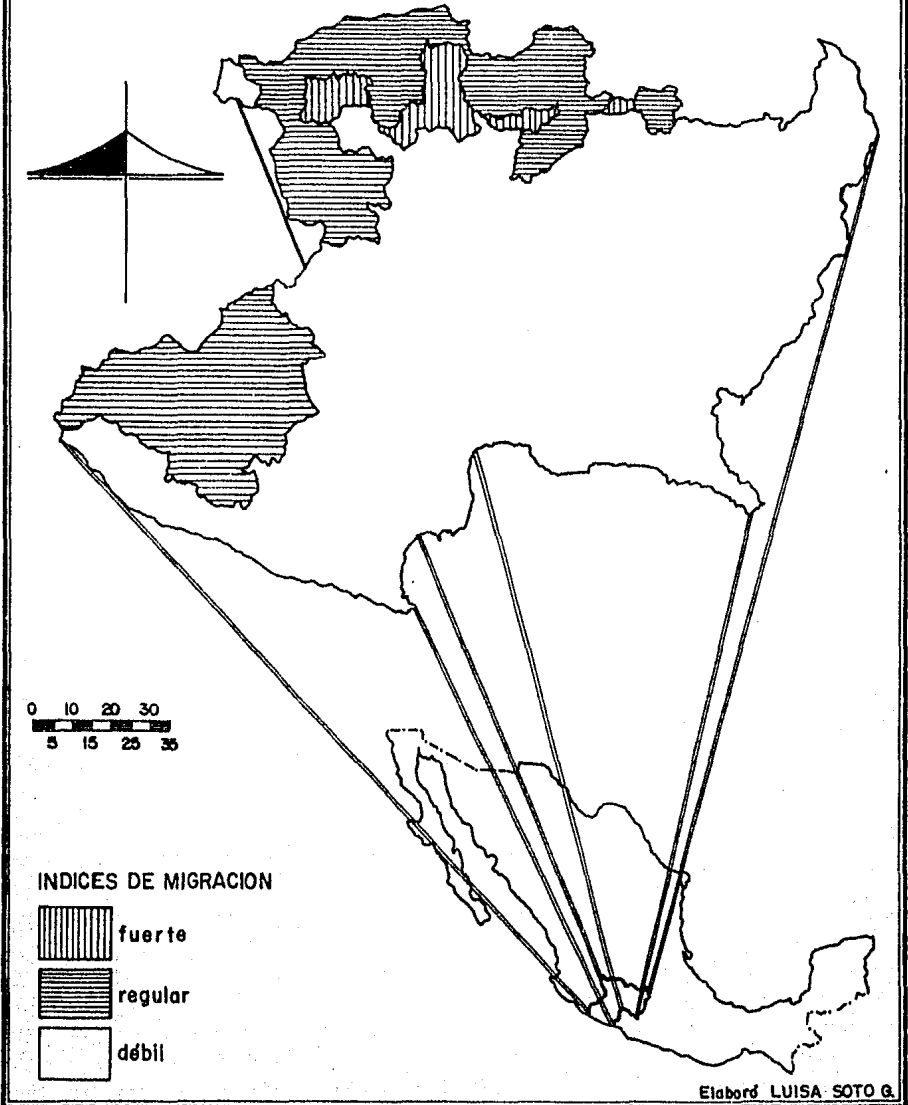 0 10 20 30
5 15 25 35
INDICES DE MIGRACION
fuerte
regular
débil
Elaboró LUISA SOTO G.